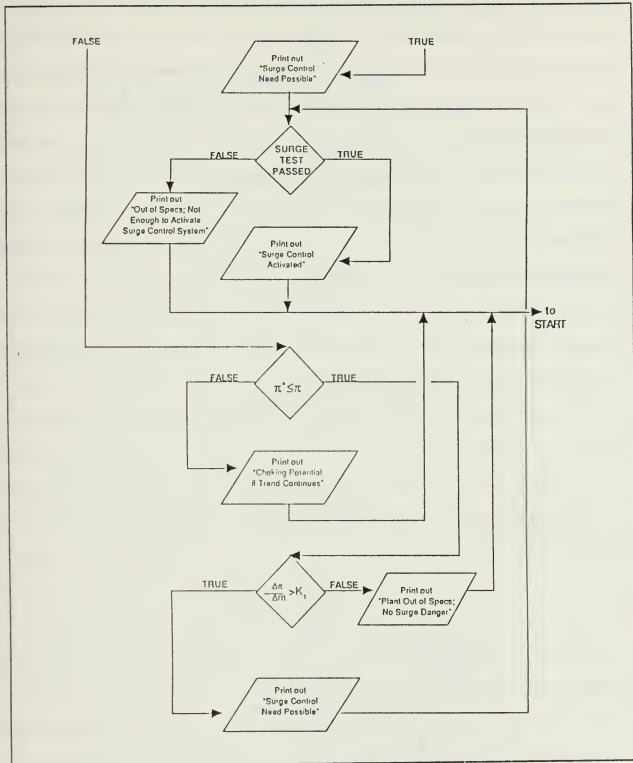 FALSE
TRUE
Print out
"Surge Control
Need Possible"
SURGE
TEST
PASSED
FALSE
TRUE
Print out
"Out of Specs; Not
Enough to Activate
Surge Control System"
Print out
"Surge Control
Activated"
to
START
π* ≤ π
FALSE
TRUE
Print out
"Choking Potential
if Trend Continues"
TRUE
Δπ
Δṁ >K₁
FALSE
Print out
"Plant Out of Specs;
No Surge Danger"
Print out
"Surge Control
Need Possible"